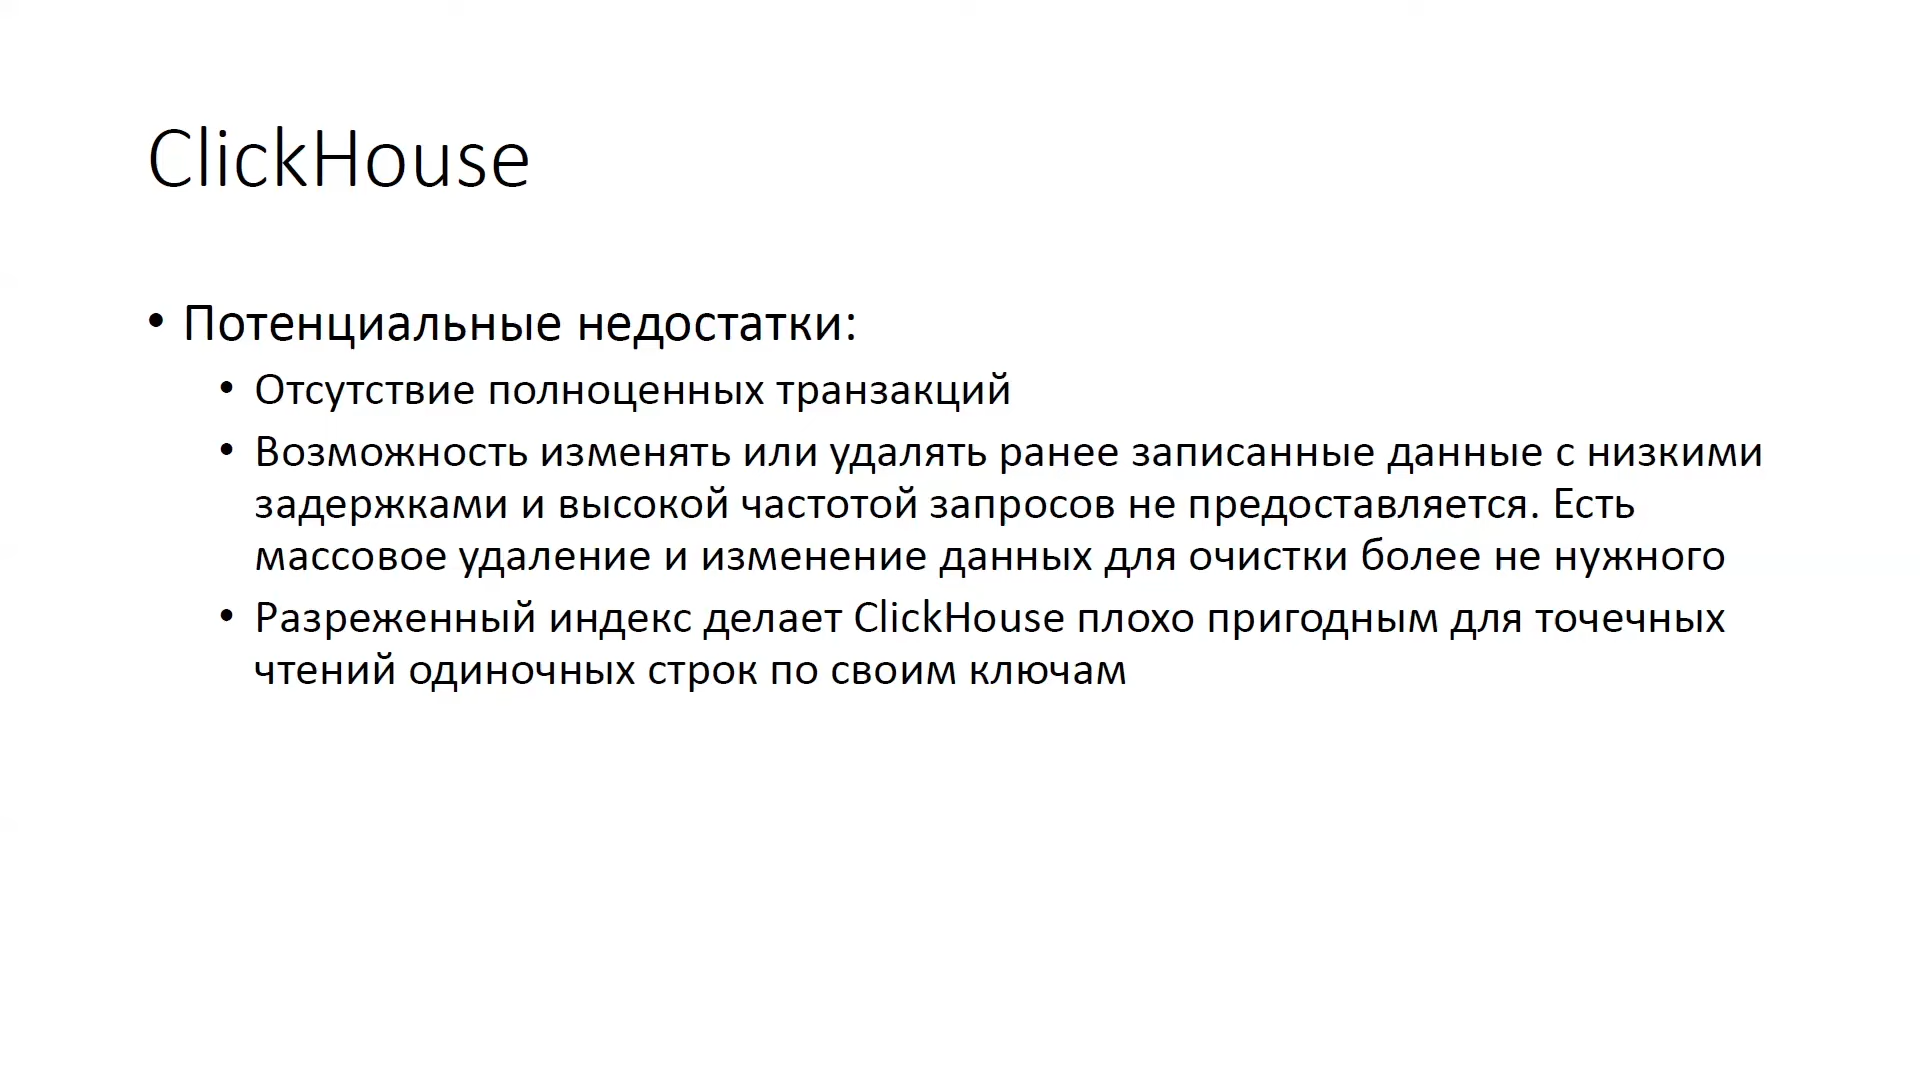 ClickHouse
• Потенциальные недостатки:
• Отсутствие полноценных транзакций
• Возможность изменять или удалять ранее записанные данные с низкими
задержками и высокой частотой запросов не предоставляется. Есть
массовое удаление и изменение данных для очистки более не нужного
• Разреженный индекс делает ClickHouse плохо пригодным для точечных
чтений одиночных строк по своим ключам